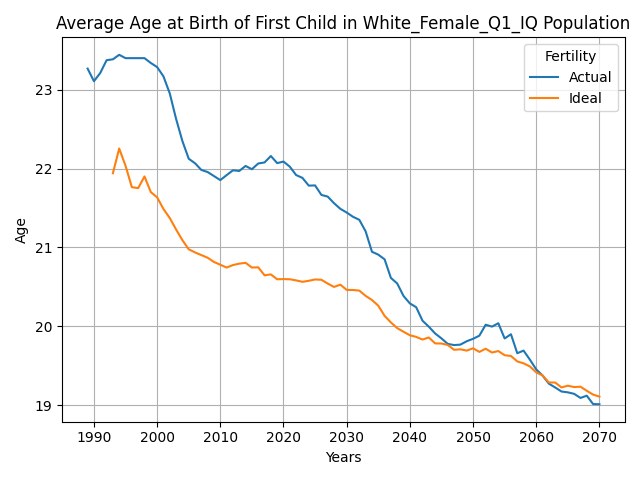 Average Age at Birth of First Child in White_Female_Q1_IQ Population
Fertility
Actual
Ideal
Age
23
22
21
20
19
1990 2000 2010 2020 2030 2040 2050 2060 2070
Years